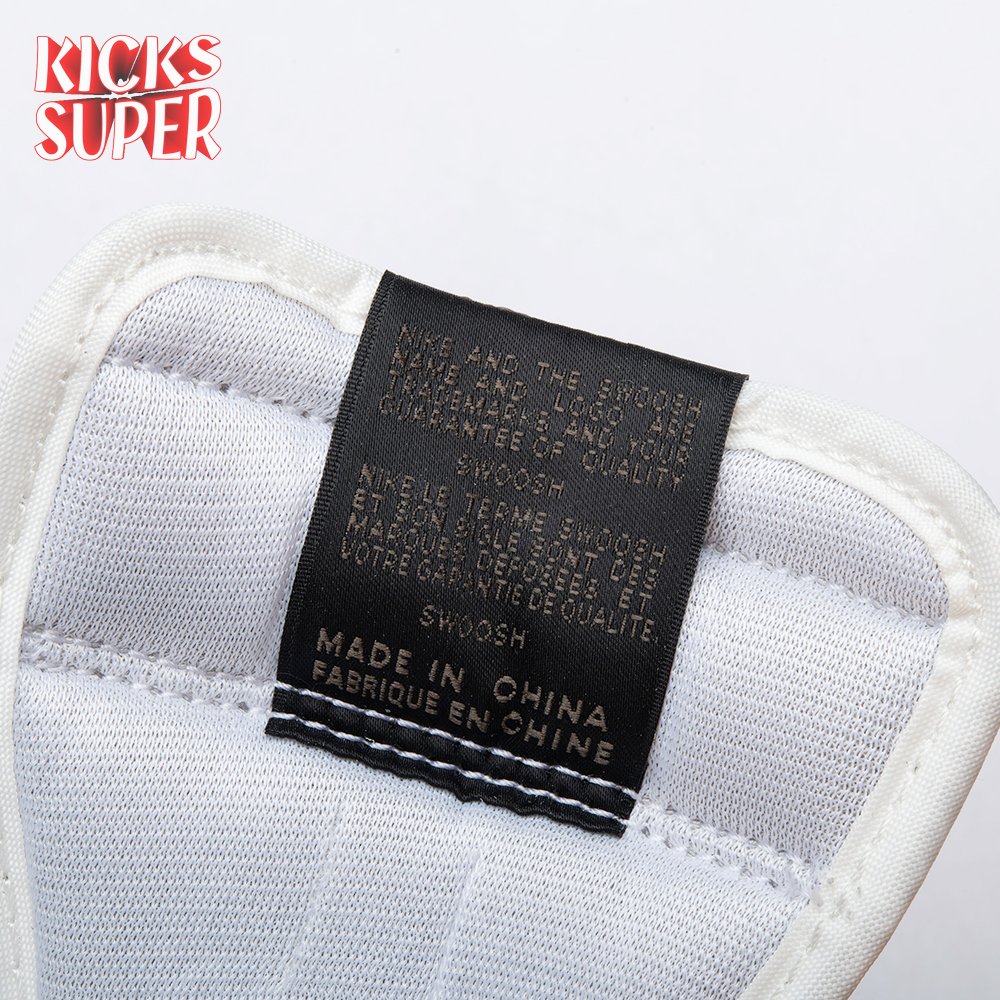 KICKS
SUPER
NIKE AND THE SWOOSH
NAME AND LOGO ARE
TRADEMARKS AND YOUR
GUARANTEE OF QUALITY
SWOOSH
NIKE LE TERME SWOOSH
ET SON SIGLE SONT DES
MARQUES DEPOSEES ET
VOTRE GARANTIE DE QUALITE.
SWOOSH
MADE IN CHINA
FABRIQUE EN CHINE